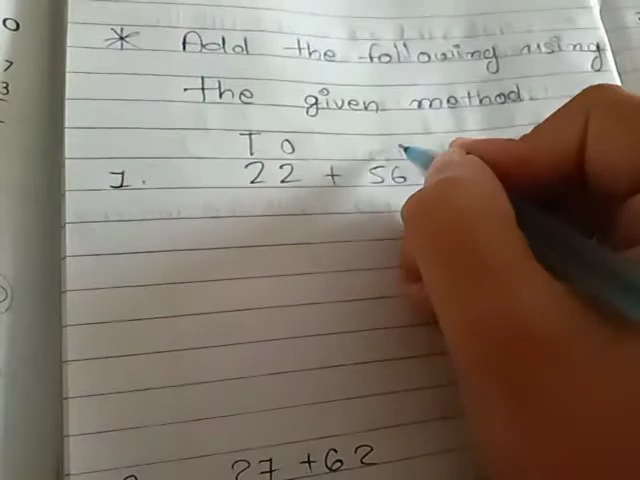 * Add the following using
the given method.
T O
1. 22 + 56
27 + 62